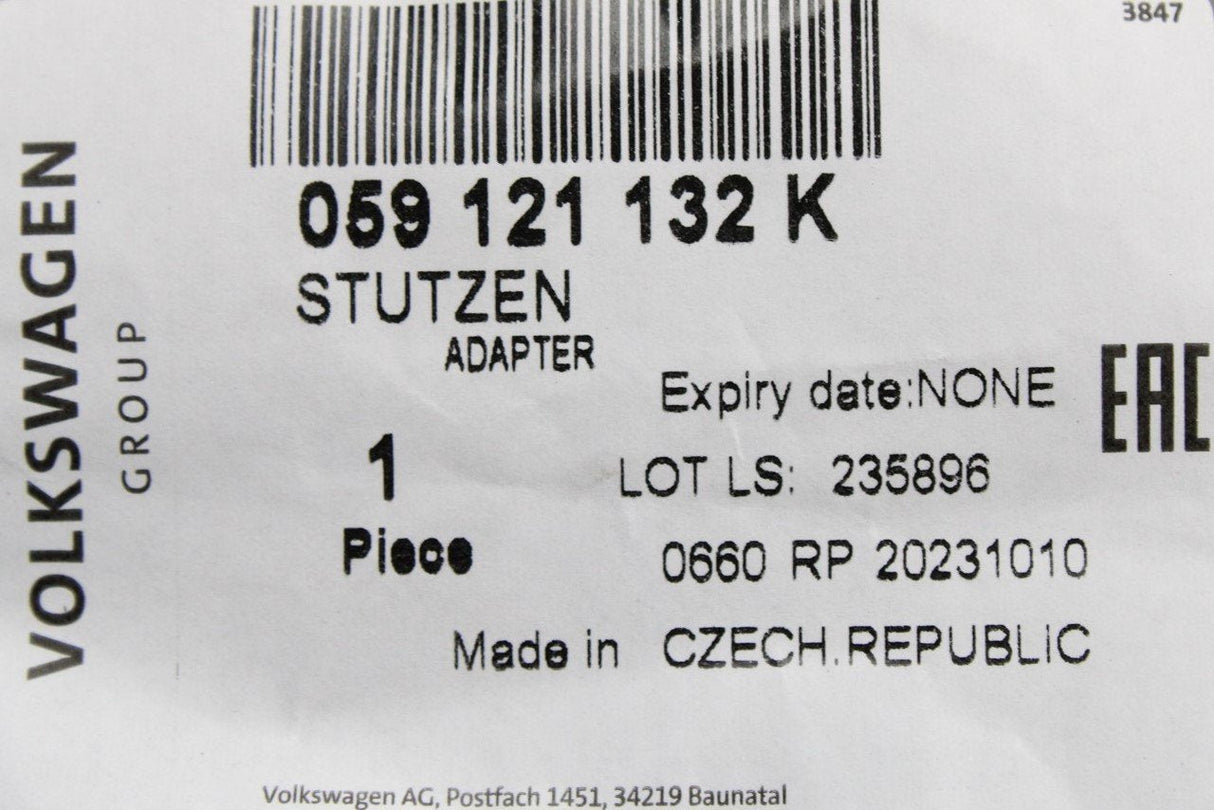 3847
059 121 132 K
STUTZEN
ADAPTER
Expiry date:NONE
EAC
1
LOT LS: 235896
Piece
0660 RP 20231010
Made in CZECH.REPUBLIC
VOLKSWAGEN
GROUP
Volkswagen AG, Postfach 1451, 34219 Baunatal